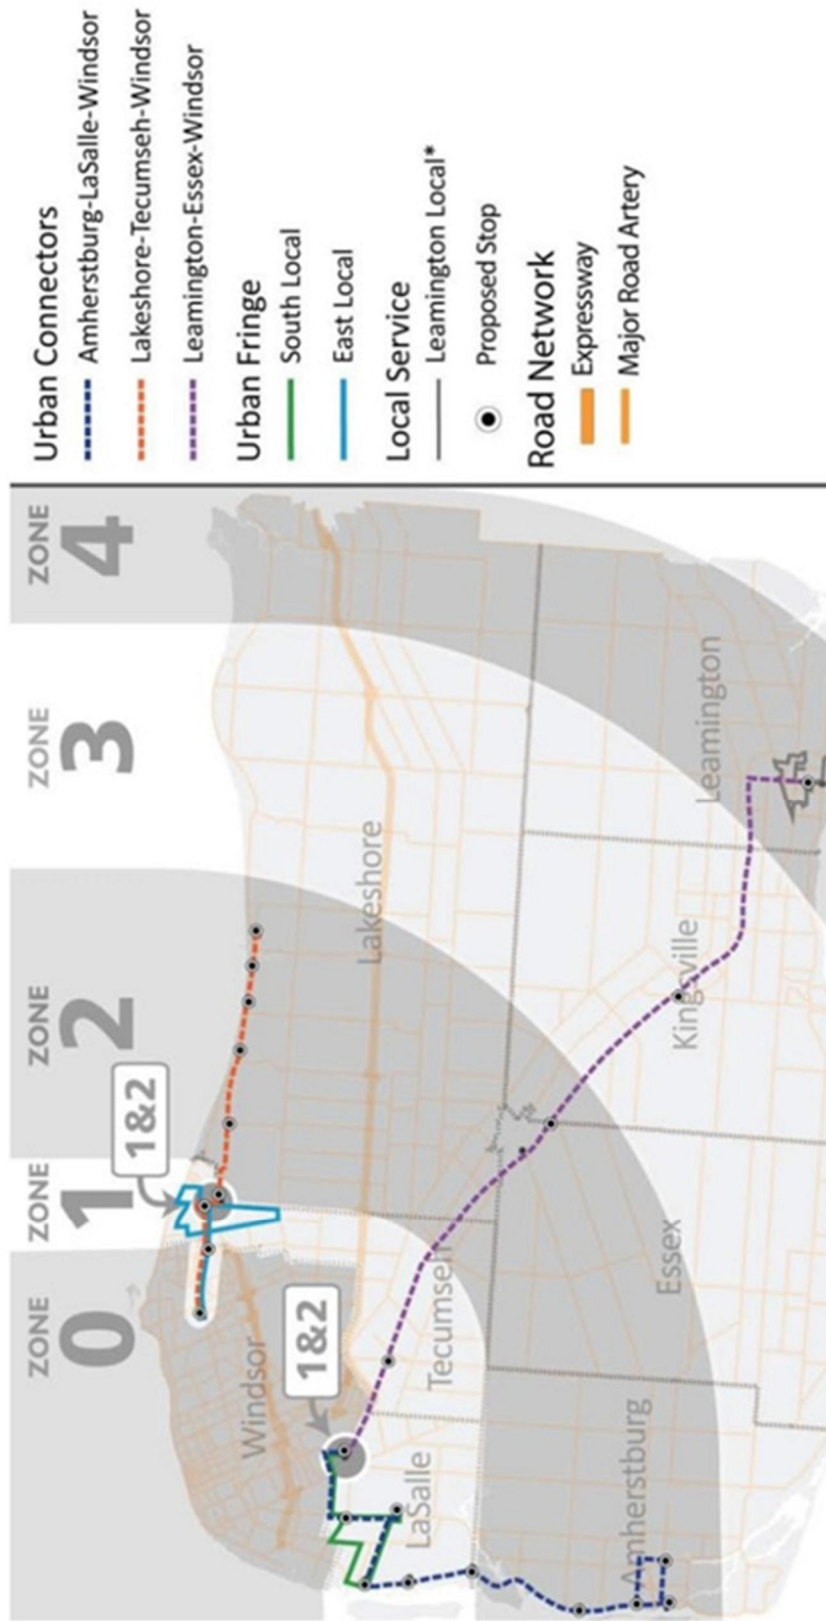 ZONE
0
ZONE
1
ZONE
2
ZONE
3
ZONE
4
1&2
1&2
Windsor
LaSalle
Tecumseh
Lakeshore
Amherstburg
Essex
Kingsville
Leamington
Urban Connectors
Amherstburg-LaSalle-Windsor
Lakeshore-Tecumseh-Windsor
Leamington-Essex-Windsor
Urban Fringe
South Local
East Local
Local Service
Leamington Local*
Proposed Stop
Road Network
Expressway
Major Road Artery